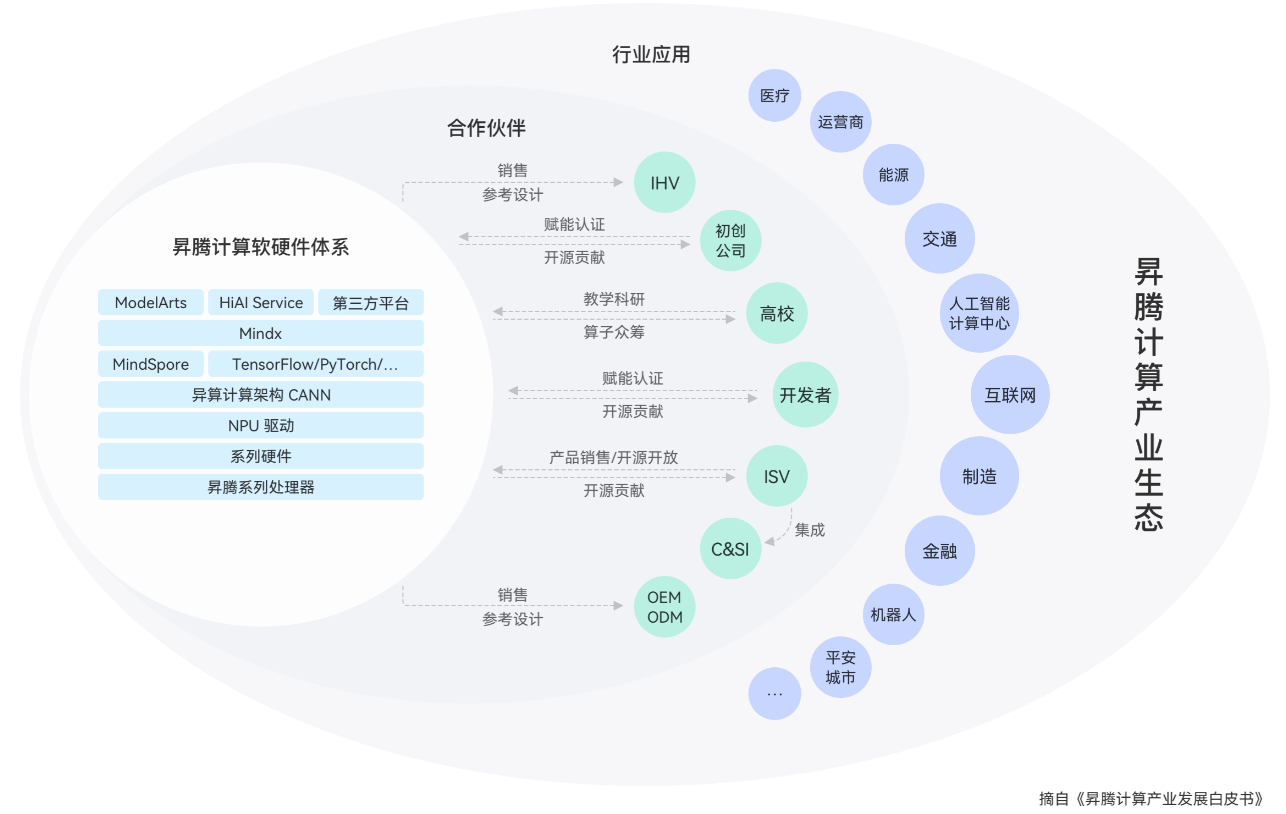 行业应用
合作伙伴
昇腾计算软硬件体系
ModelArts
HiAI Service
第三方平台
Mindx
MindSpore
TensorFlow/PyTorch/...
异算计算架构 CANN
NPU 驱动
系列硬件
昇腾系列处理器
销售
参考设计
IHV
赋能认证
开源贡献
初创
公司
教学科研
算子众筹
高校
赋能认证
开源贡献
开发者
产品销售/开源开放
开源贡献
ISV
集成
C&SI
销售
参考设计
OEM
ODM
医疗
运营商
能源
交通
人工智能
计算中心
互联网
制造
金融
机器人
平安
城市
...
昇腾计算产业生态
摘自《昇腾计算产业发展白皮书》